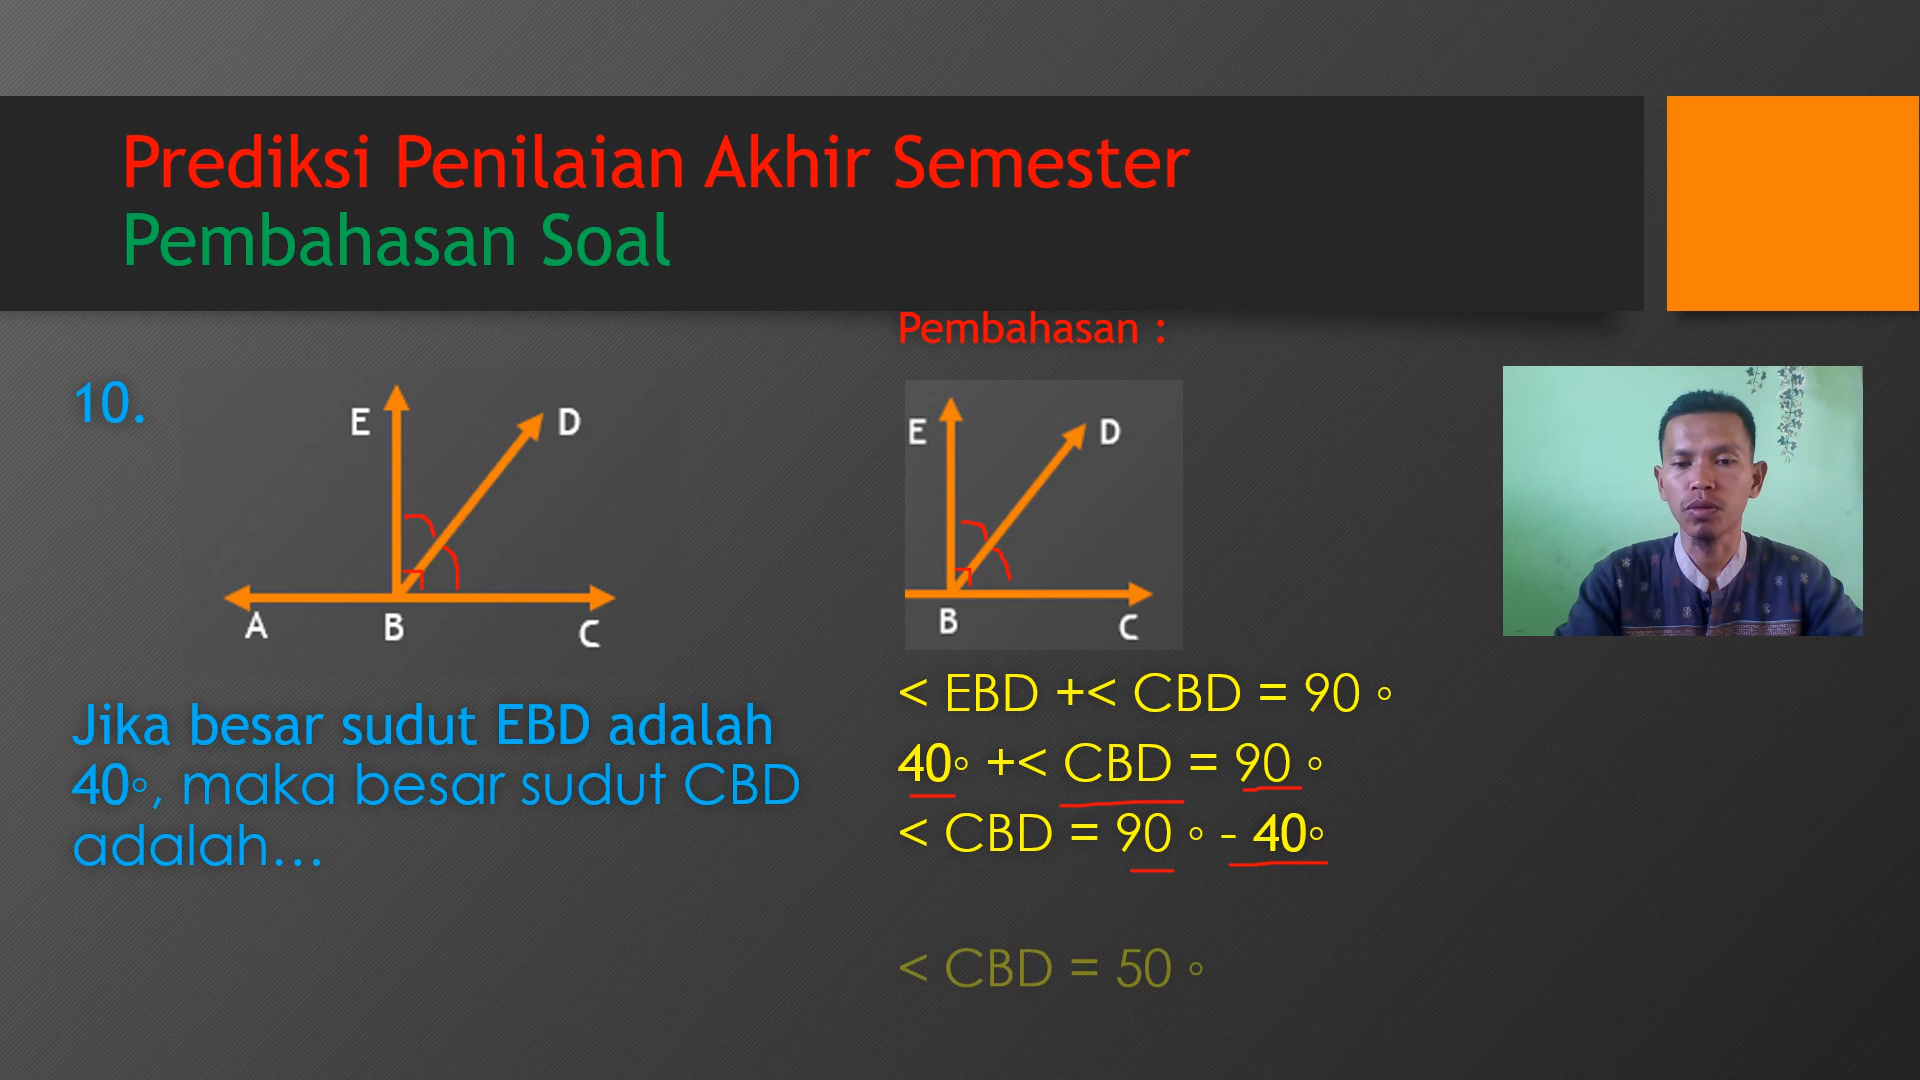 Prediksi Penilaian Akhir Semester
Pembahasan Soal
10.
E
D
A
B
C
Jika besar sudut EBD adalah
40∘, maka besar sudut CBD
adalah...
Pembahasan :
E
D
B
C
< EBD +< CBD = 90 ∘
40∘ +< CBD = 90 ∘
< CBD = 90 ∘ - 40∘
< CBD = 50 ∘